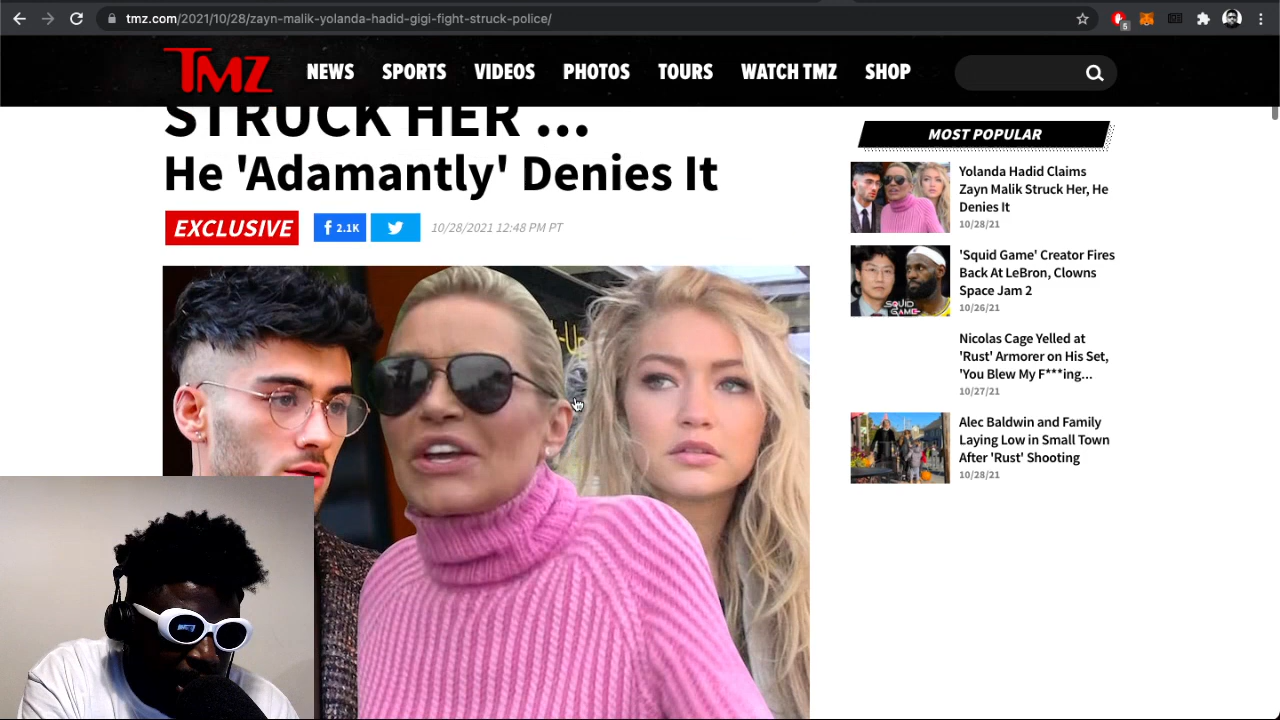 tmz.com/2021/10/28/zayn-malik-yolanda-hadid-gigi-fight-struck-police/
5
TMZ
NEWS
SPORTS
VIDEOS
PHOTOS
TOURS
WATCH TMZ
SHOP
STRUCK HER ...
He 'Adamantly' Denies It
EXCLUSIVE
f 2.1K
10/28/2021 12:48 PM PT
MOST POPULAR
Yolanda Hadid Claims
Zayn Malik Struck Her, He
Denies It
10/28/21
'Squid Game' Creator Fires
Back At LeBron, Clowns
Space Jam 2
10/26/21
SQUID
GAME
Nicolas Cage Yelled at
'Rust' Armorer on His Set,
'You Blew My F***ing...
10/27/21
Alec Baldwin and Family
Laying Low in Small Town
After 'Rust' Shooting
10/28/21